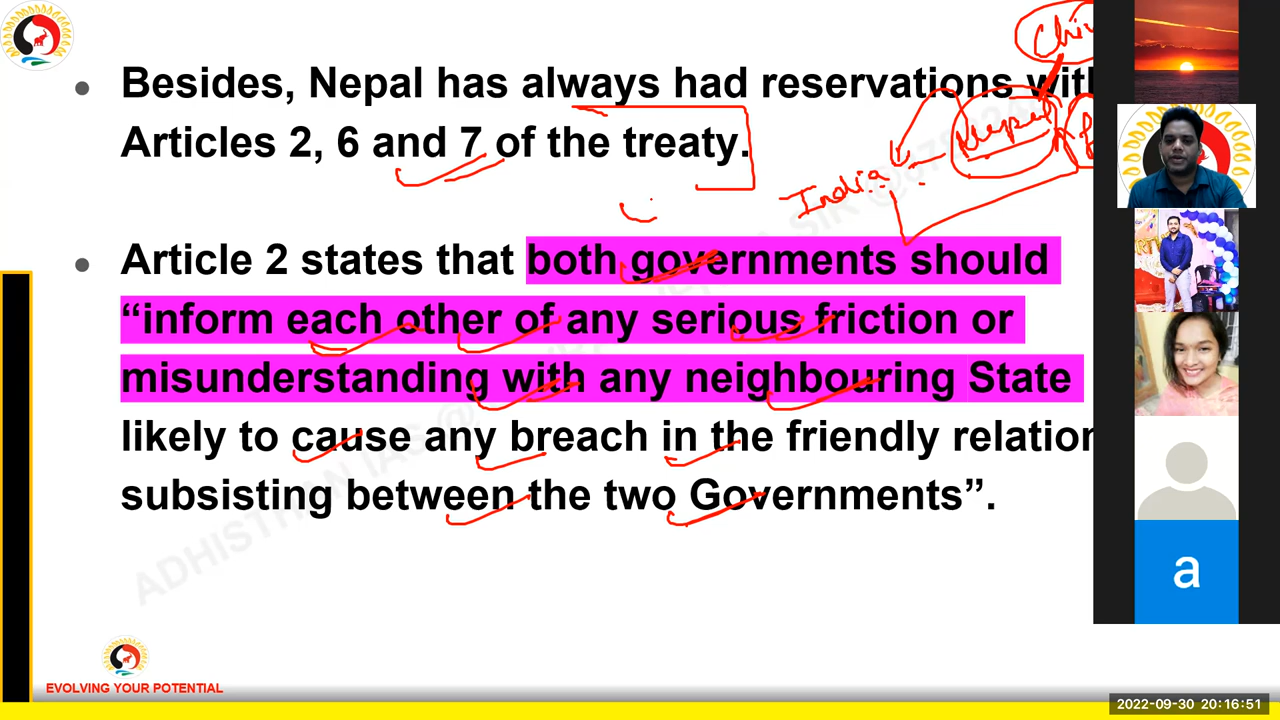 Besides, Nepal has always had reservations with
Articles 2, 6 and 7 of the treaty.
Nepal
India
Article 2 states that both governments should
“inform each other of any serious friction or
misunderstanding with any neighbouring State
likely to cause any breach in the friendly relation
subsisting between the two Governments”.
a
EVOLVING YOUR POTENTIAL
2022-09-30 20:16:51